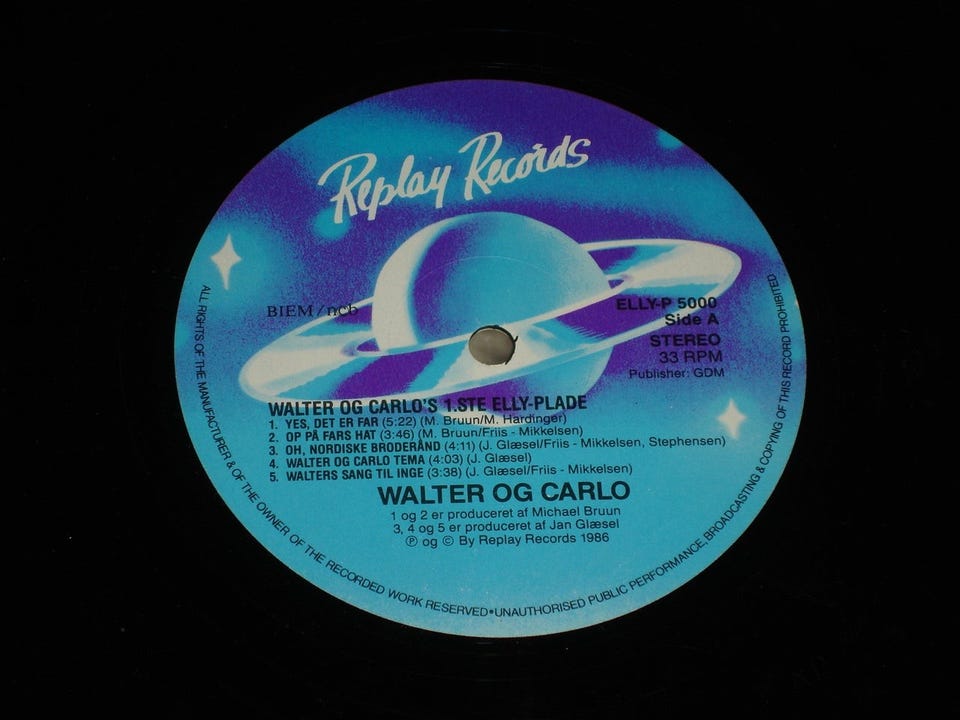 Replay Records
BIEM/ncb
ELLY-P 5000
Side A
STEREO
33 RPM
Publisher: GDM
WALTER OG CARLO'S 1.STE ELLY-PLADE
1. YES, DET ER FAR (5:22) (M. Bruun/M. Hardinger)
2. OP PÅ FARS HAT (3:46) (M. Bruun/Friis - Mikkelsen)
3. OH, NORDISKE BRODERÅND (4:11) (J. Glæsel/Friis - Mikkelsen, Stephensen)
4. WALTER OG CARLO TEMA (4:03) (J. Glæsel)
5. WALTERS SANG TIL INGE (3:38) (J. Glæsel/Friis - Mikkelsen)
WALTER OG CARLO
1 og 2 er produceret af Michael Bruun
3, 4 og 5 er produceret af Jan Glæsel
Ⓟ og © By Replay Records 1986
ALL RIGHTS OF THE MANUFACTURER & OF THE OWNER OF THE RECORDED WORK RESERVED•UNAUTHORISED PUBLIC PERFORMANCE, BROADCASTING & COPYING OF THIS RECORD PROHIBITED